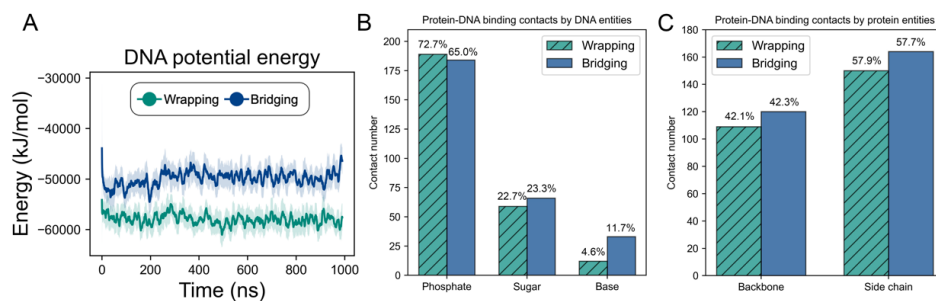 A
DNA potential energy
Wrapping
Bridging
Energy (kJ/mol)
−30000
−40000
−50000
−60000
0
200
400
600
800
1000
Time (ns)
B
Protein-DNA binding contacts by DNA entities
Wrapping
Bridging
Contact number
200
175
150
125
100
75
50
25
0
72.7%
65.0%
22.7%
23.3%
4.6%
11.7%
Phosphate
Sugar
Base
C
Protein-DNA binding contacts by protein entities
Wrapping
Bridging
Contact number
180
160
140
120
100
80
60
40
20
0
42.1%
42.3%
57.9%
57.7%
Backbone
Side chain